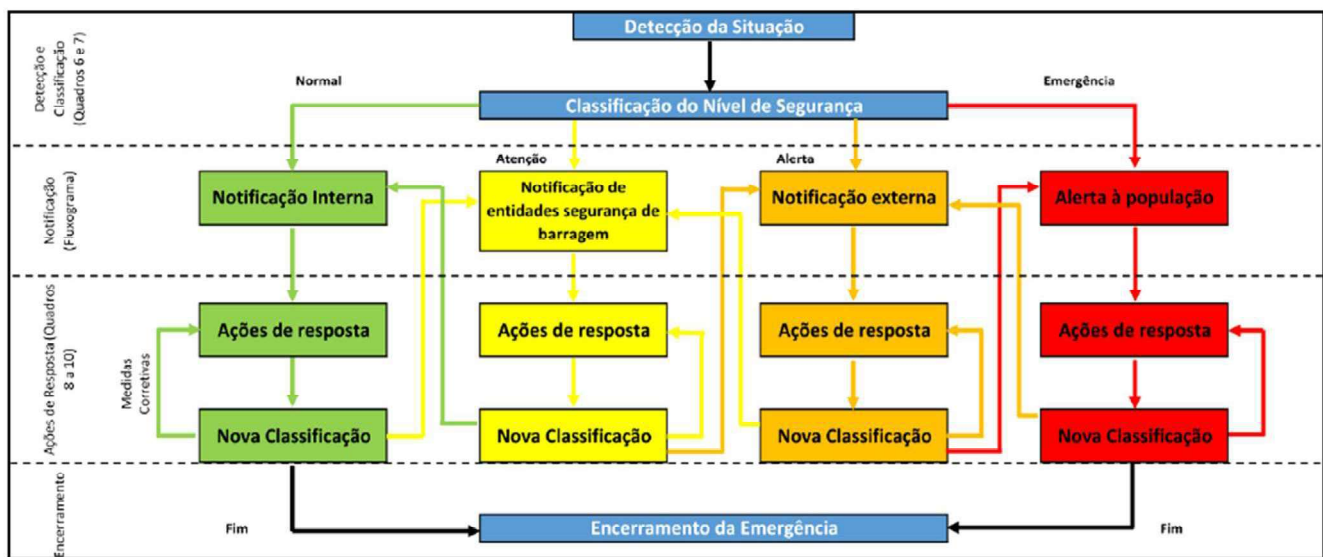 Detecção da Situação
Detecção e
Classificação
(Quadros 6 e 7)
Normal
Emergência
Classificação do Nível de Segurança
Atenção
Alerta
Notificação
(Fluxograma)
Notificação Interna
Notificação de
entidades segurança de
barragem
Notificação externa
Alerta à população
Ações de Resposta (Quadros
8 a 10)
Medidas
Corretivas
Ações de resposta
Ações de resposta
Ações de resposta
Ações de resposta
Nova Classificação
Nova Classificação
Nova Classificação
Nova Classificação
Encerramento
Fim
Encerramento da Emergência
Fim